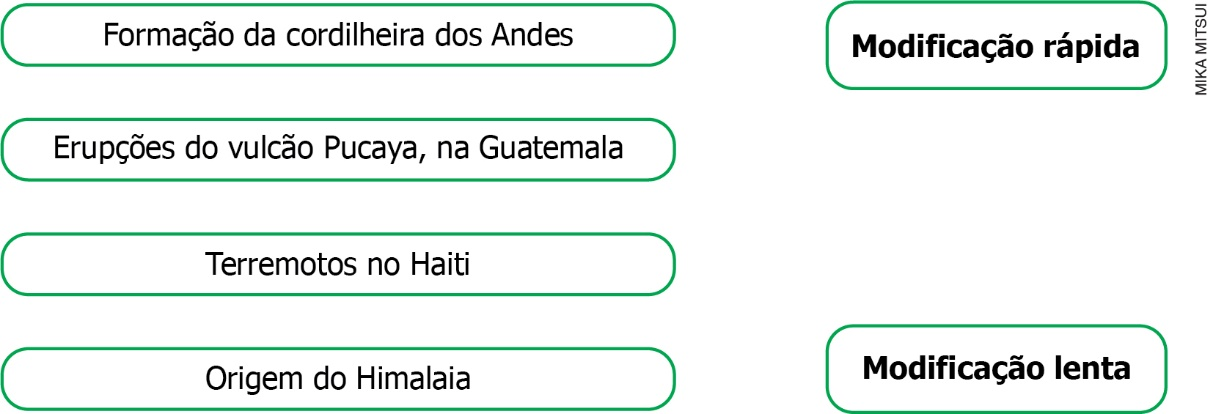 Formação da cordilheira dos Andes
Modificação rápida
Erupções do vulcão Pucaya, na Guatemala
Terremotos no Haiti
Origem do Himalaia
Modificação lenta
MIKA MITSUI